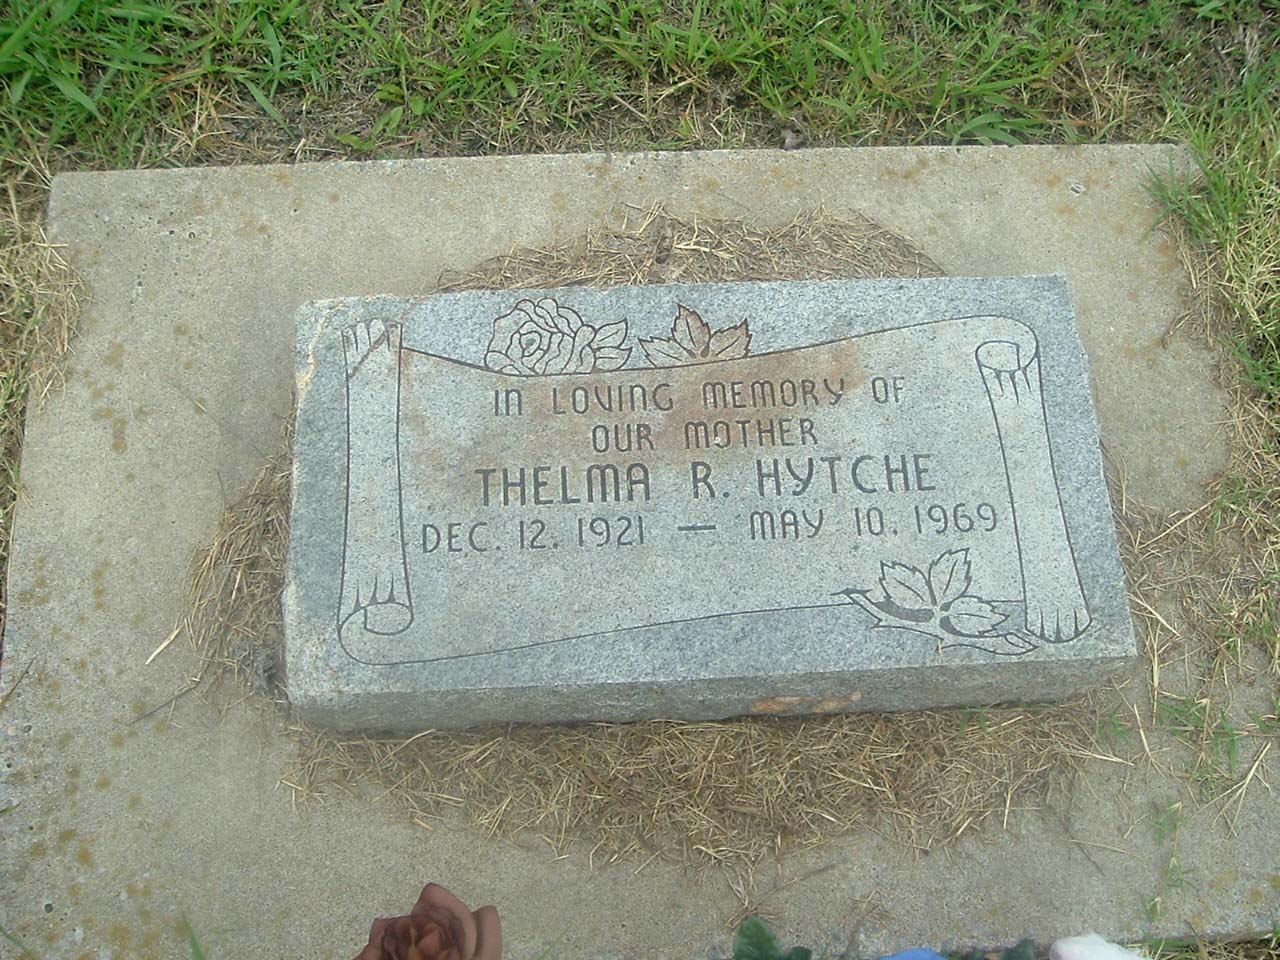 IN LOVING MEMORY OF
OUR MOTHER
THELMA R. HYTCHE
DEC. 12. 1921 — MAY 10. 1969